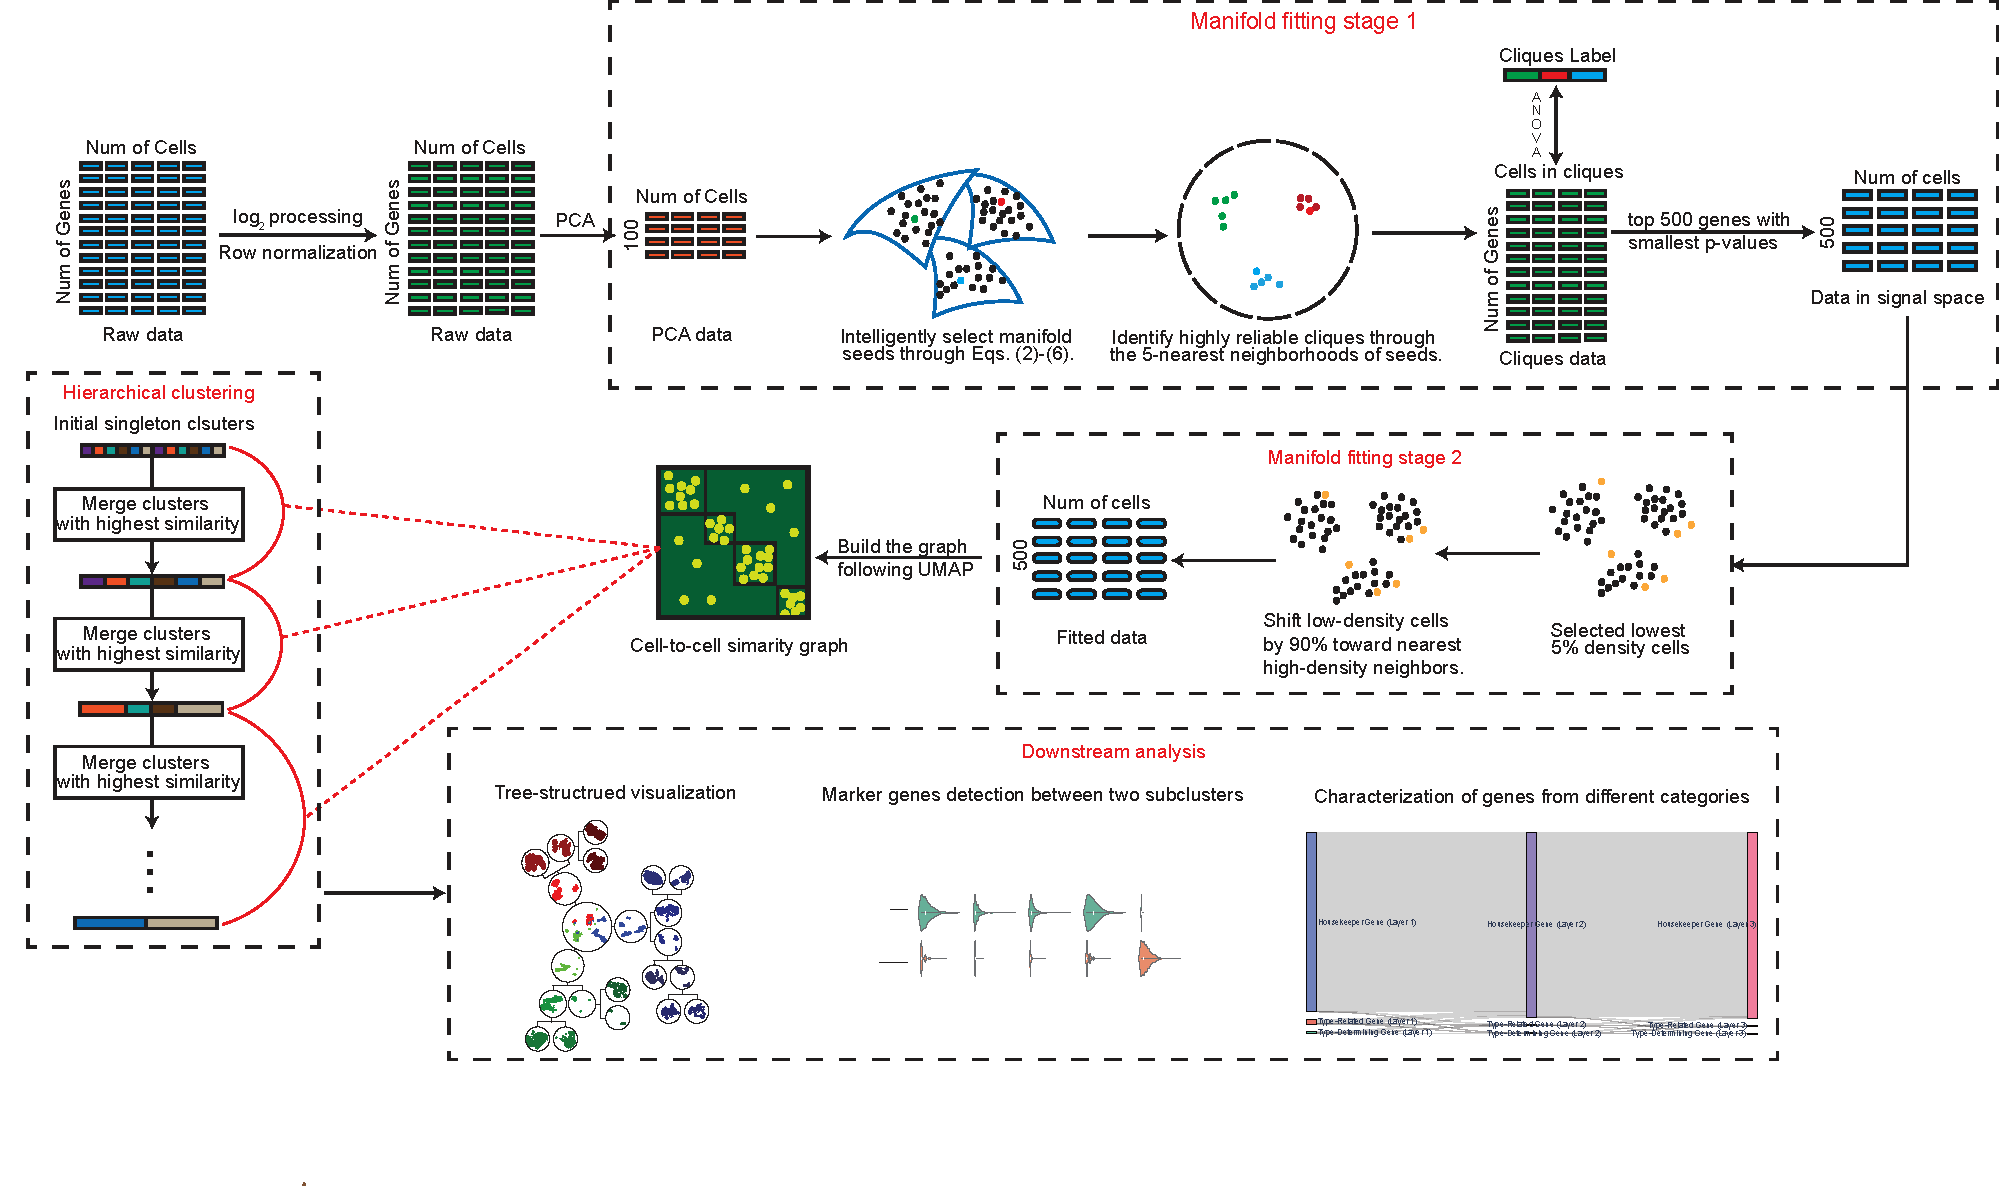 Manifold fitting stage 1
Num of Cells
Num of Genes
Raw data
log2 processing
Row normalization
Num of Cells
Num of Genes
Raw data
PCA
Num of Cells
100
PCA data
Intelligently select manifold
seeds through Eqs. (2)-(6).
Identify highly reliable cliques through
the 5-nearest neighborhoods of seeds.
Cliques Label
ANOVA
Cells in cliques
Num of Genes
Cliques data
top 500 genes with
smallest p-values
Num of cells
500
Data in signal space
Manifold fitting stage 2
Selected lowest
5% density cells
Shift low-density cells
by 90% toward nearest
high-density neighbors.
Num of cells
500
Fitted data
Build the graph
following UMAP
Cell-to-cell simarity graph
Hierarchical clustering
Initial singleton clsuters
Merge clusters
with highest similarity
Merge clusters
with highest similarity
Merge clusters
with highest similarity
Downstream analysis
Tree-structrued visualization
Marker genes detection between two subclusters
Characterization of genes from different categories
Housekeeper Gene (Layer 1)
Housekeeper Gene (Layer 2)
Housekeeper Gene (Layer 3)
Type-Related Gene (Layer 1)
Type-Related Gene (Layer 2)
Type-Related Gene (Layer 3)
Type-Determining Gene (Layer 1)
Type-Determining Gene (Layer 2)
Type-Determining Gene (Layer 3)